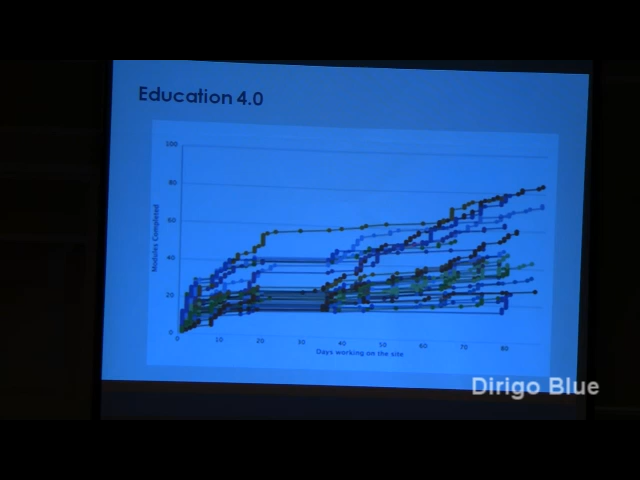 Education 4.0
100
80
60
40
20
0
Modules Completed
0 10 20 30 40 50 60 70 80
Days working on the site
Dirigo Blue